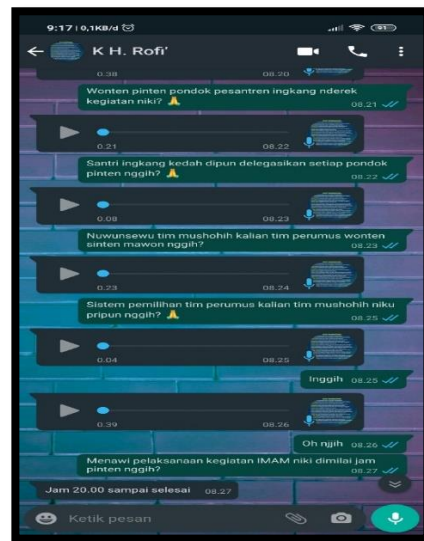 9:17 | 0,1KB/d
91
K H. Rofi'
0.38 08.20
Wonten pinten pondok pesantren ingkang nderek
kegiatan niki? 🙏 08.21
0.21 08.22
Santri ingkang kedah dipun delegasikan setiap pondok
pinten nggih? 🙏 08.22
0.08 08.23
Nuwunsewu tim mushohih kalian tim perumus wonten
sinten mawon nggih? 08.23
0.23 08.24
Sistem pemilihan tim perumus kalian tim mushohih niku
pripun nggih? 🙏 08.25
0.04 08.25
Inggih 08.25
0.39 08.26
Oh njjih 08.26
Menawi pelaksanaan kegiatan IMAM niki dimilai jam
pinten nggih? 08.27
Jam 20.00 sampai selesai 08.27
Ketik pesan